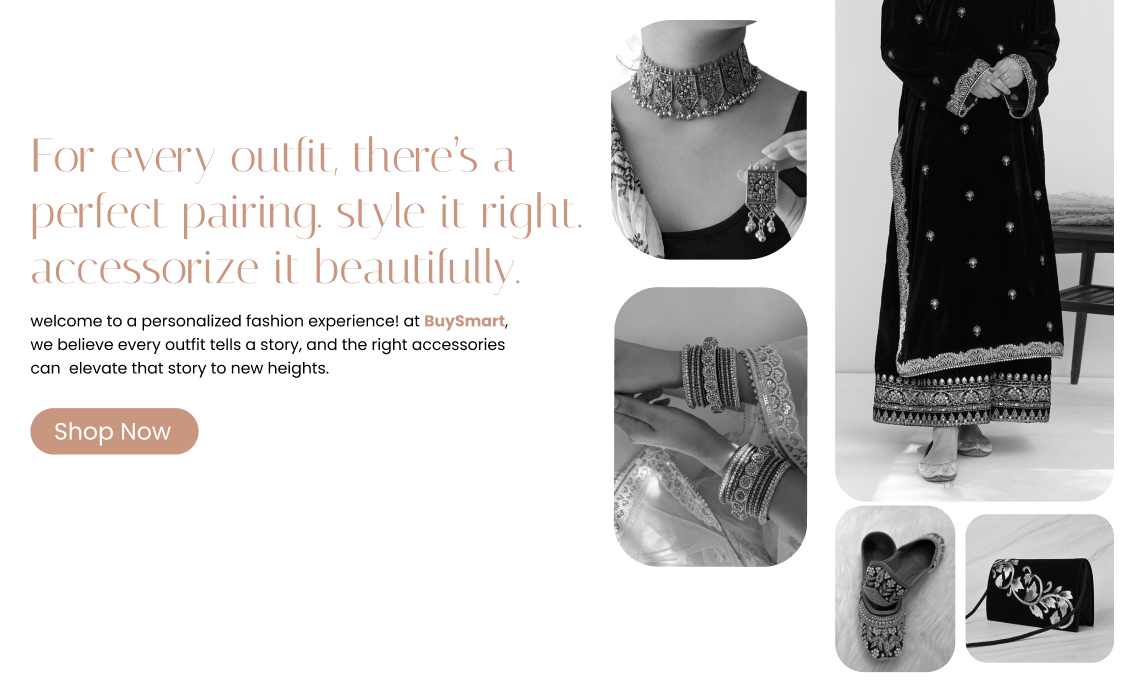 For every outfit, there's a
perfect pairing. style it right.
accessorize it beautifully.
welcome to a personalized fashion experience! at BuySmart,
we believe every outfit tells a story, and the right accessories
can  elevate that story to new heights.
Shop Now